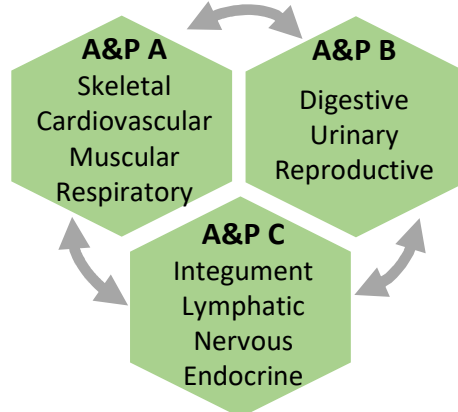 A&P A
Skeletal
Cardiovascular
Muscular
Respiratory
A&P B
Digestive
Urinary
Reproductive
A&P C
Integument
Lymphatic
Nervous
Endocrine